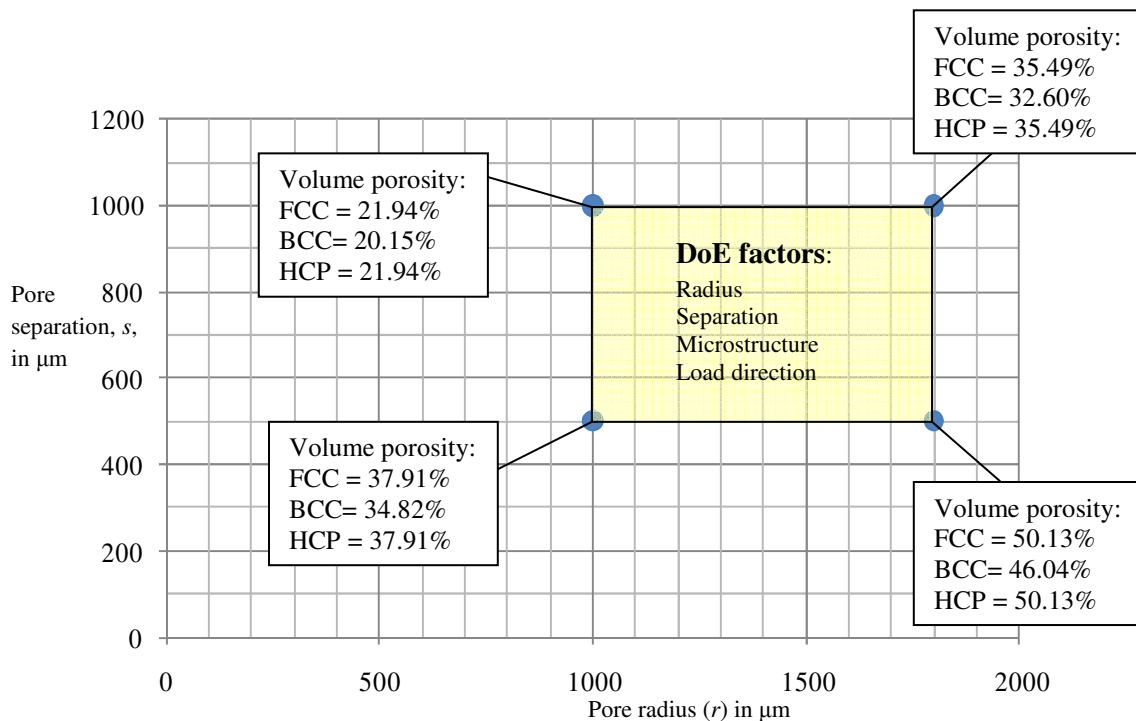 Volume porosity:
FCC = 35.49%
BCC= 32.60%
HCP = 35.49%
Volume porosity:
FCC = 21.94%
BCC= 20.15%
HCP = 21.94%
DoE factors:
Radius
Separation
Microstructure
Load direction
Volume porosity:
FCC = 37.91%
BCC= 34.82%
HCP = 37.91%
Volume porosity:
FCC = 50.13%
BCC= 46.04%
HCP = 50.13%
Pore
separation, s,
in μm
1200
1000
800
600
400
200
0
0 500 1000 1500 2000
Pore radius (r) in μm